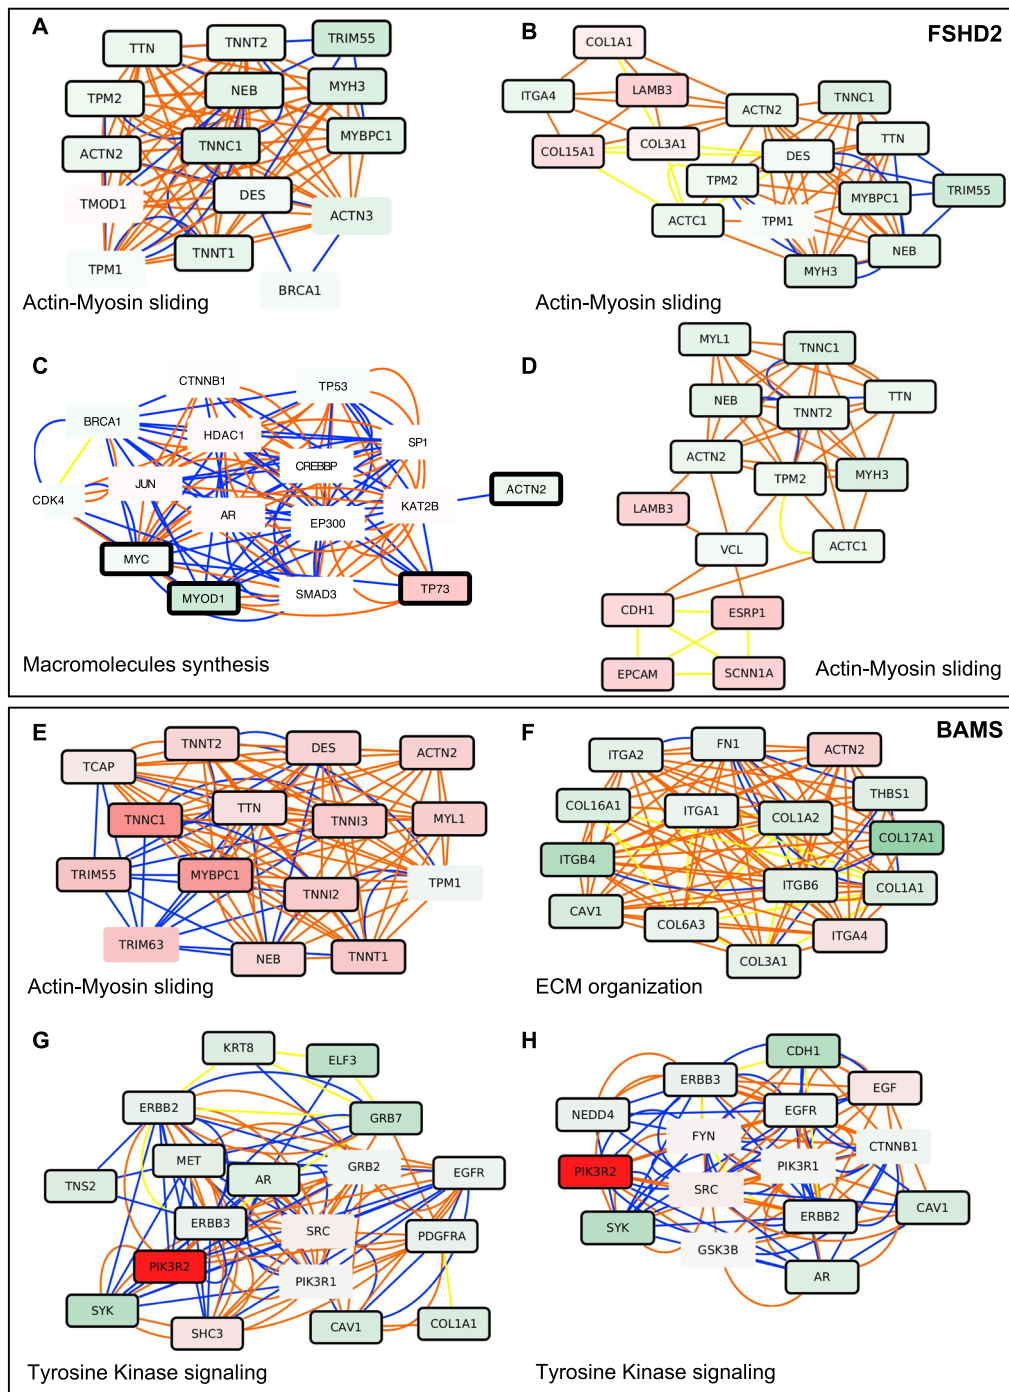 A
TRIM55
TNNT2
TTN
NEB
MYH3
TPM2
MYBPC1
TNNC1
ACTN2
DES
TMOD1
ACTN3
TNNT1
TPM1
BRCA1
Actin-Myosin sliding
B
FSHD2
COL1A1
ITGA4
LAMB3
ACTN2
TNNC1
COL15A1
COL3A1
DES
TTN
TPM2
TRIM55
MYBPC1
ACTC1
TPM1
NEB
MYH3
Actin-Myosin sliding
C
CTNNB1
TP53
BRCA1
HDAC1
SP1
CREBBP
JUN
ACTN2
CDK4
KAT2B
AR
EP300
MYC
TP73
MYOD1
SMAD3
Macromolecules synthesis
D
MYL1
TNNC1
NEB
TTN
TNNT2
ACTN2
TPM2
MYH3
LAMB3
VCL
ACTC1
CDH1
ESRP1
EPCAM
SCNN1A
Actin-Myosin sliding
E
TNNT2
DES
ACTN2
TCAP
TTN
TNNC1
TNNI3
MYL1
TRIM55
MYBPC1
TPM1
TNNI2
TRIM63
NEB
TNNT1
Actin-Myosin sliding
F
BAMS
FN1
ITGA2
ACTN2
THBS1
COL16A1
ITGA1
COL1A2
COL17A1
ITGB4
ITGB6
COL1A1
CAV1
COL6A3
ITGA4
COL3A1
ECM organization
G
KRT8
ELF3
ERBB2
GRB7
MET
GRB2
EGFR
TNS2
AR
ERBB3
SRC
PDGFRA
PIK3R2
PIK3R1
SYK
SHC3
CAV1
COL1A1
Tyrosine Kinase signaling
H
CDH1
ERBB3
EGF
NEDD4
EGFR
FYN
CTNNB1
PIK3R2
PIK3R1
SRC
CAV1
SYK
ERBB2
GSK3B
AR
Tyrosine Kinase signaling